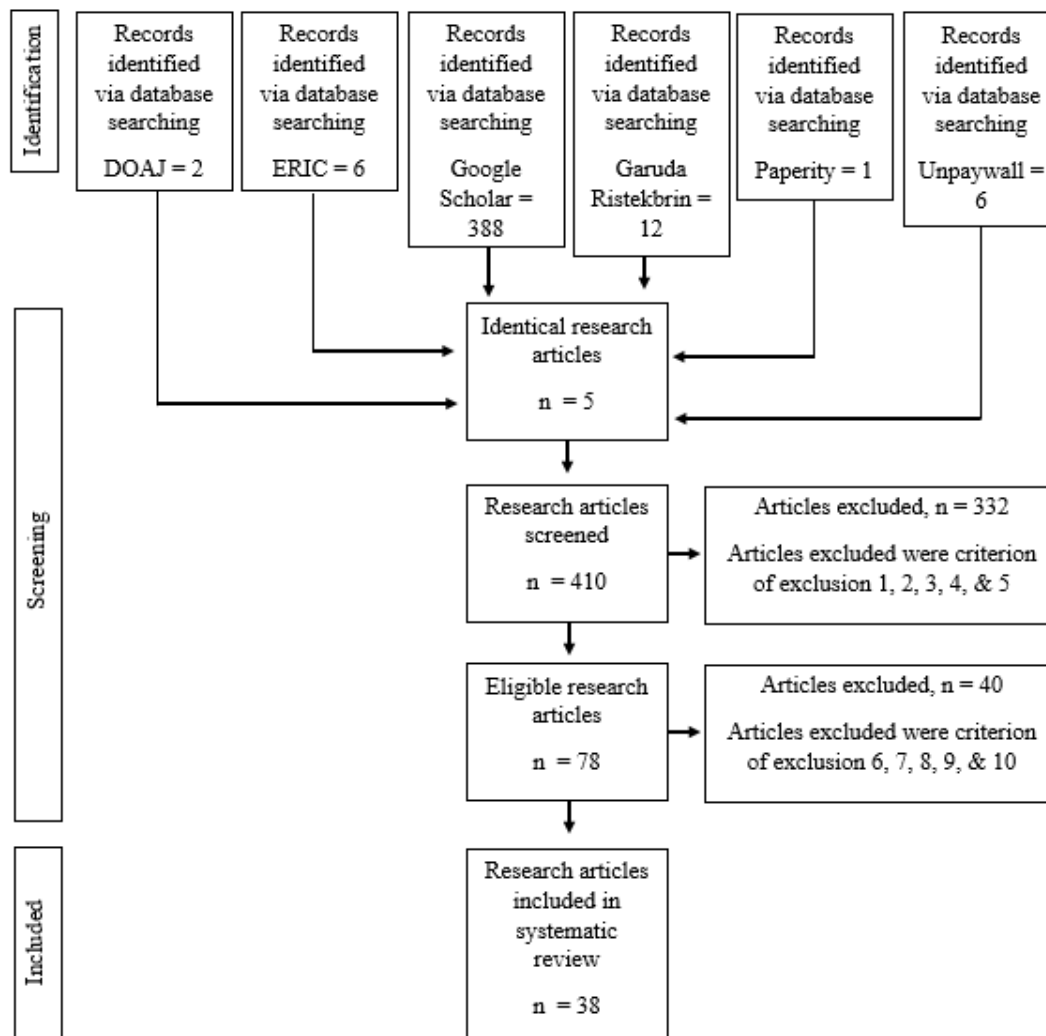 Identification
Records
identified
via database
searching
DOAJ = 2
Records
identified
via database
searching
ERIC = 6
Records
identified
via database
searching
Google
Scholar =
388
Records
identified
via database
searching
Garuda
Ristekbrin =
12
Records
identified
via database
searching
Paperity = 1
Records
identified
via database
searching
Unpaywall =
6
Screening
Identical research
articles
n = 5
Research articles
screened
n = 410
Articles excluded, n = 332
Articles excluded were criterion
of exclusion 1, 2, 3, 4, & 5
Eligible research
articles
n = 78
Articles excluded, n = 40
Articles excluded were criterion
of exclusion 6, 7, 8, 9, & 10
Included
Research articles
included in
systematic
review
n = 38